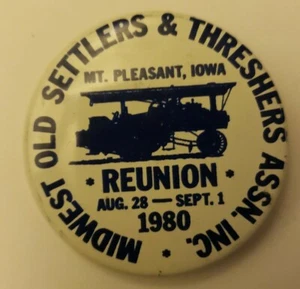 MIDWEST OLD SETTLERS & THRESHERS ASSN. INC.
MT. PLEASANT, IOWA
* REUNION *
AUG. 28 — SEPT. 1
* 1980 *